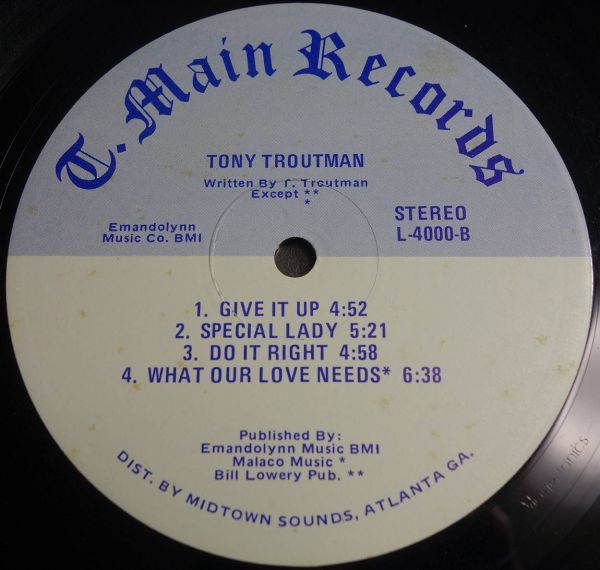 T. Main Records
TONY TROUTMAN
Written By T. Troutman
Except **
*
Emandolynn
Music Co. BMI
STEREO
L-4000-B
1. GIVE IT UP 4:52
2. SPECIAL LADY 5:21
3. DO IT RIGHT 4:58
4. WHAT OUR LOVE NEEDS* 6:38
Published By:
Emandolynn Music BMI
Malaco Music *
Bill Lowery Pub. **
DIST. BY MIDTOWN SOUNDS, ATLANTA GA.